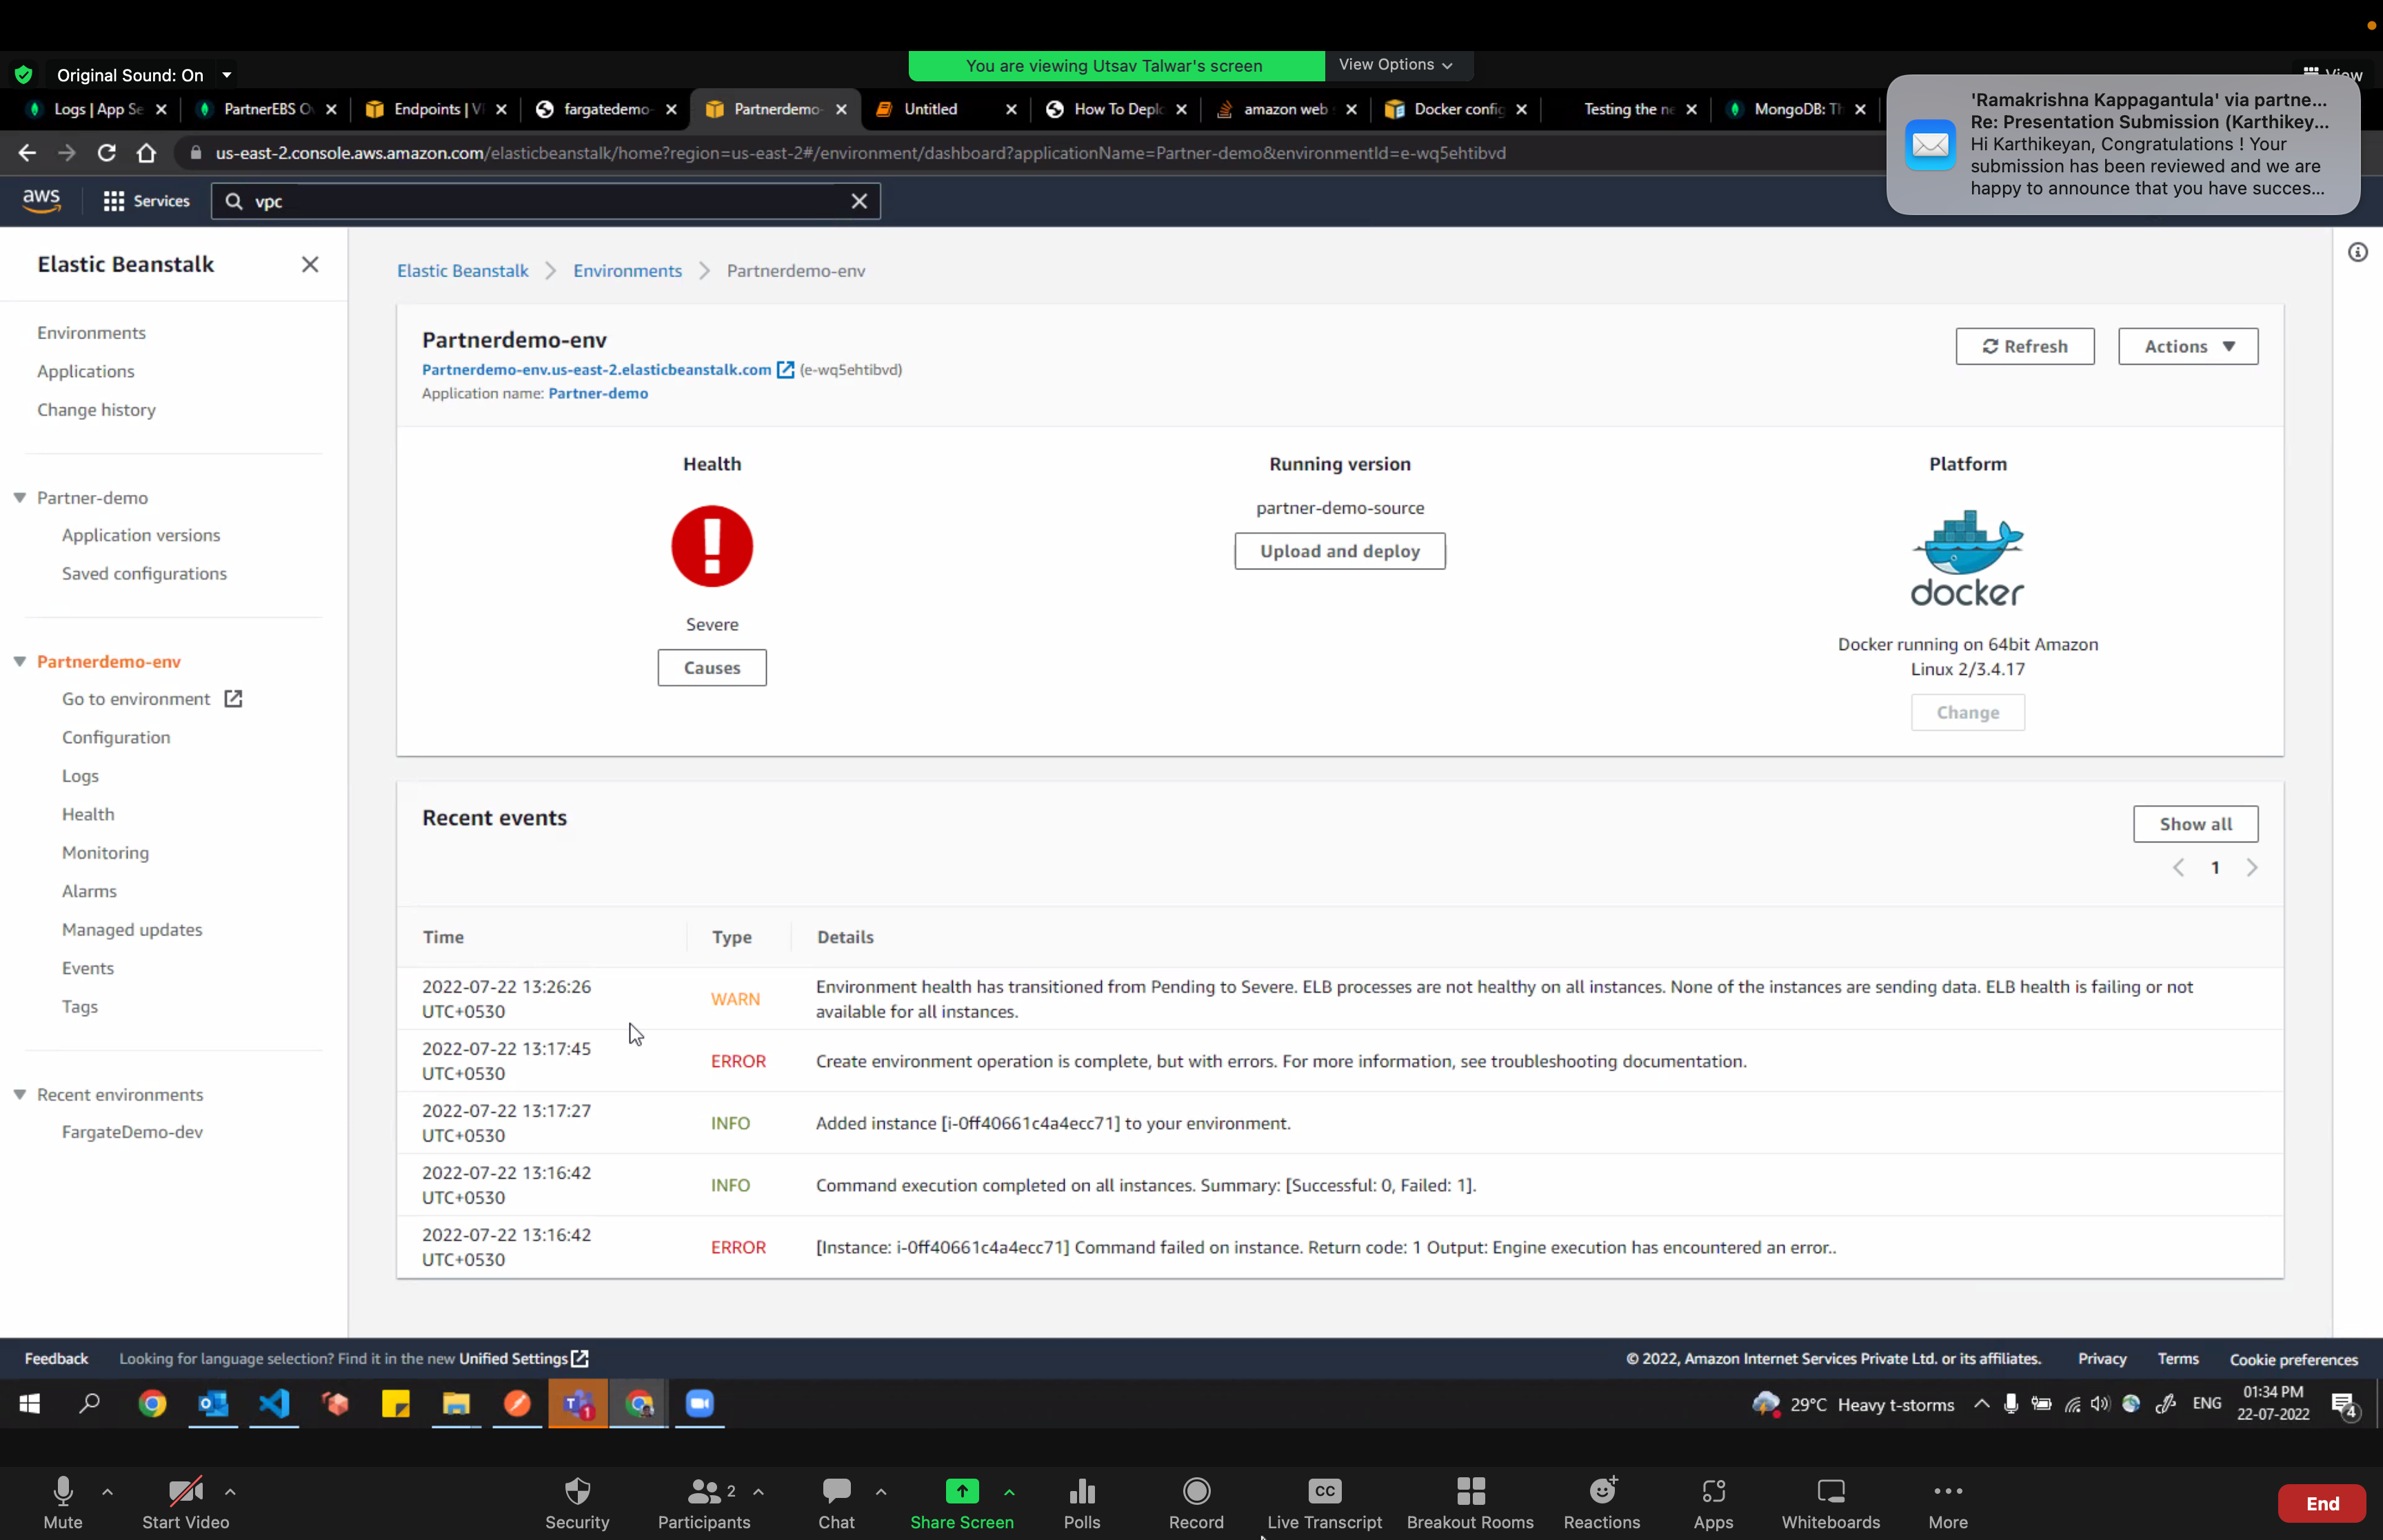 Original Sound: On
You are viewing Utsav Talwar's screen
View Options
View
Logs | App Se
PartnerEBS O
Endpoints | V
fargatedemo-
Partnerdemo-
Untitled
How To Depl
amazon web
Docker config
Testing the ne
MongoDB: Th
'Ramakrishna Kappagantula' via partne...
Re: Presentation Submission (Karthikey...
Hi Karthikeyan, Congratulations ! Your
submission has been reviewed and we are
happy to announce that you have succes...
us-east-2.console.aws.amazon.com/elasticbeanstalk/home?region=us-east-2#/environment/dashboard?applicationName=Partner-demo&environmentId=e-wq5ehtibvd
aws
Services
vpc
Elastic Beanstalk
Environments
Applications
Change history
Partner-demo
Application versions
Saved configurations
Partnerdemo-env
Go to environment
Configuration
Logs
Health
Monitoring
Alarms
Managed updates
Events
Tags
Recent environments
FargateDemo-dev
Elastic Beanstalk > Environments > Partnerdemo-env
Partnerdemo-env
Partnerdemo-env.us-east-2.elasticbeanstalk.com (e-wq5ehtibvd)
Application name: Partner-demo
Refresh
Actions
Health
Severe
Causes
Running version
partner-demo-source
Upload and deploy
Platform
docker
Docker running on 64bit Amazon
Linux 2/3.4.17
Change
Recent events
Show all
1
Time Type Details
2022-07-22 13:26:26
UTC+0530
WARN
Environment health has transitioned from Pending to Severe. ELB processes are not healthy on all instances. None of the instances are sending data. ELB health is failing or not
available for all instances.
2022-07-22 13:17:45
UTC+0530
ERROR
Create environment operation is complete, but with errors. For more information, see troubleshooting documentation.
2022-07-22 13:17:27
UTC+0530
INFO
Added instance [i-0ff40661c4a4ecc71] to your environment.
2022-07-22 13:16:42
UTC+0530
INFO
Command execution completed on all instances. Summary: [Successful: 0, Failed: 1].
2022-07-22 13:16:42
UTC+0530
ERROR
[Instance: i-0ff40661c4a4ecc71] Command failed on instance. Return code: 1 Output: Engine execution has encountered an error..
Feedback
Looking for language selection? Find it in the new Unified Settings
© 2022, Amazon Internet Services Private Ltd. or its affiliates.
Privacy
Terms
Cookie preferences
1
29°C Heavy t-storms
ENG
01:34 PM
22-07-2022
4
Mute
Start Video
Security
2
Participants
Chat
Share Screen
Polls
Record
CC
Live Transcript
Breakout Rooms
Reactions
Apps
Whiteboards
More
End